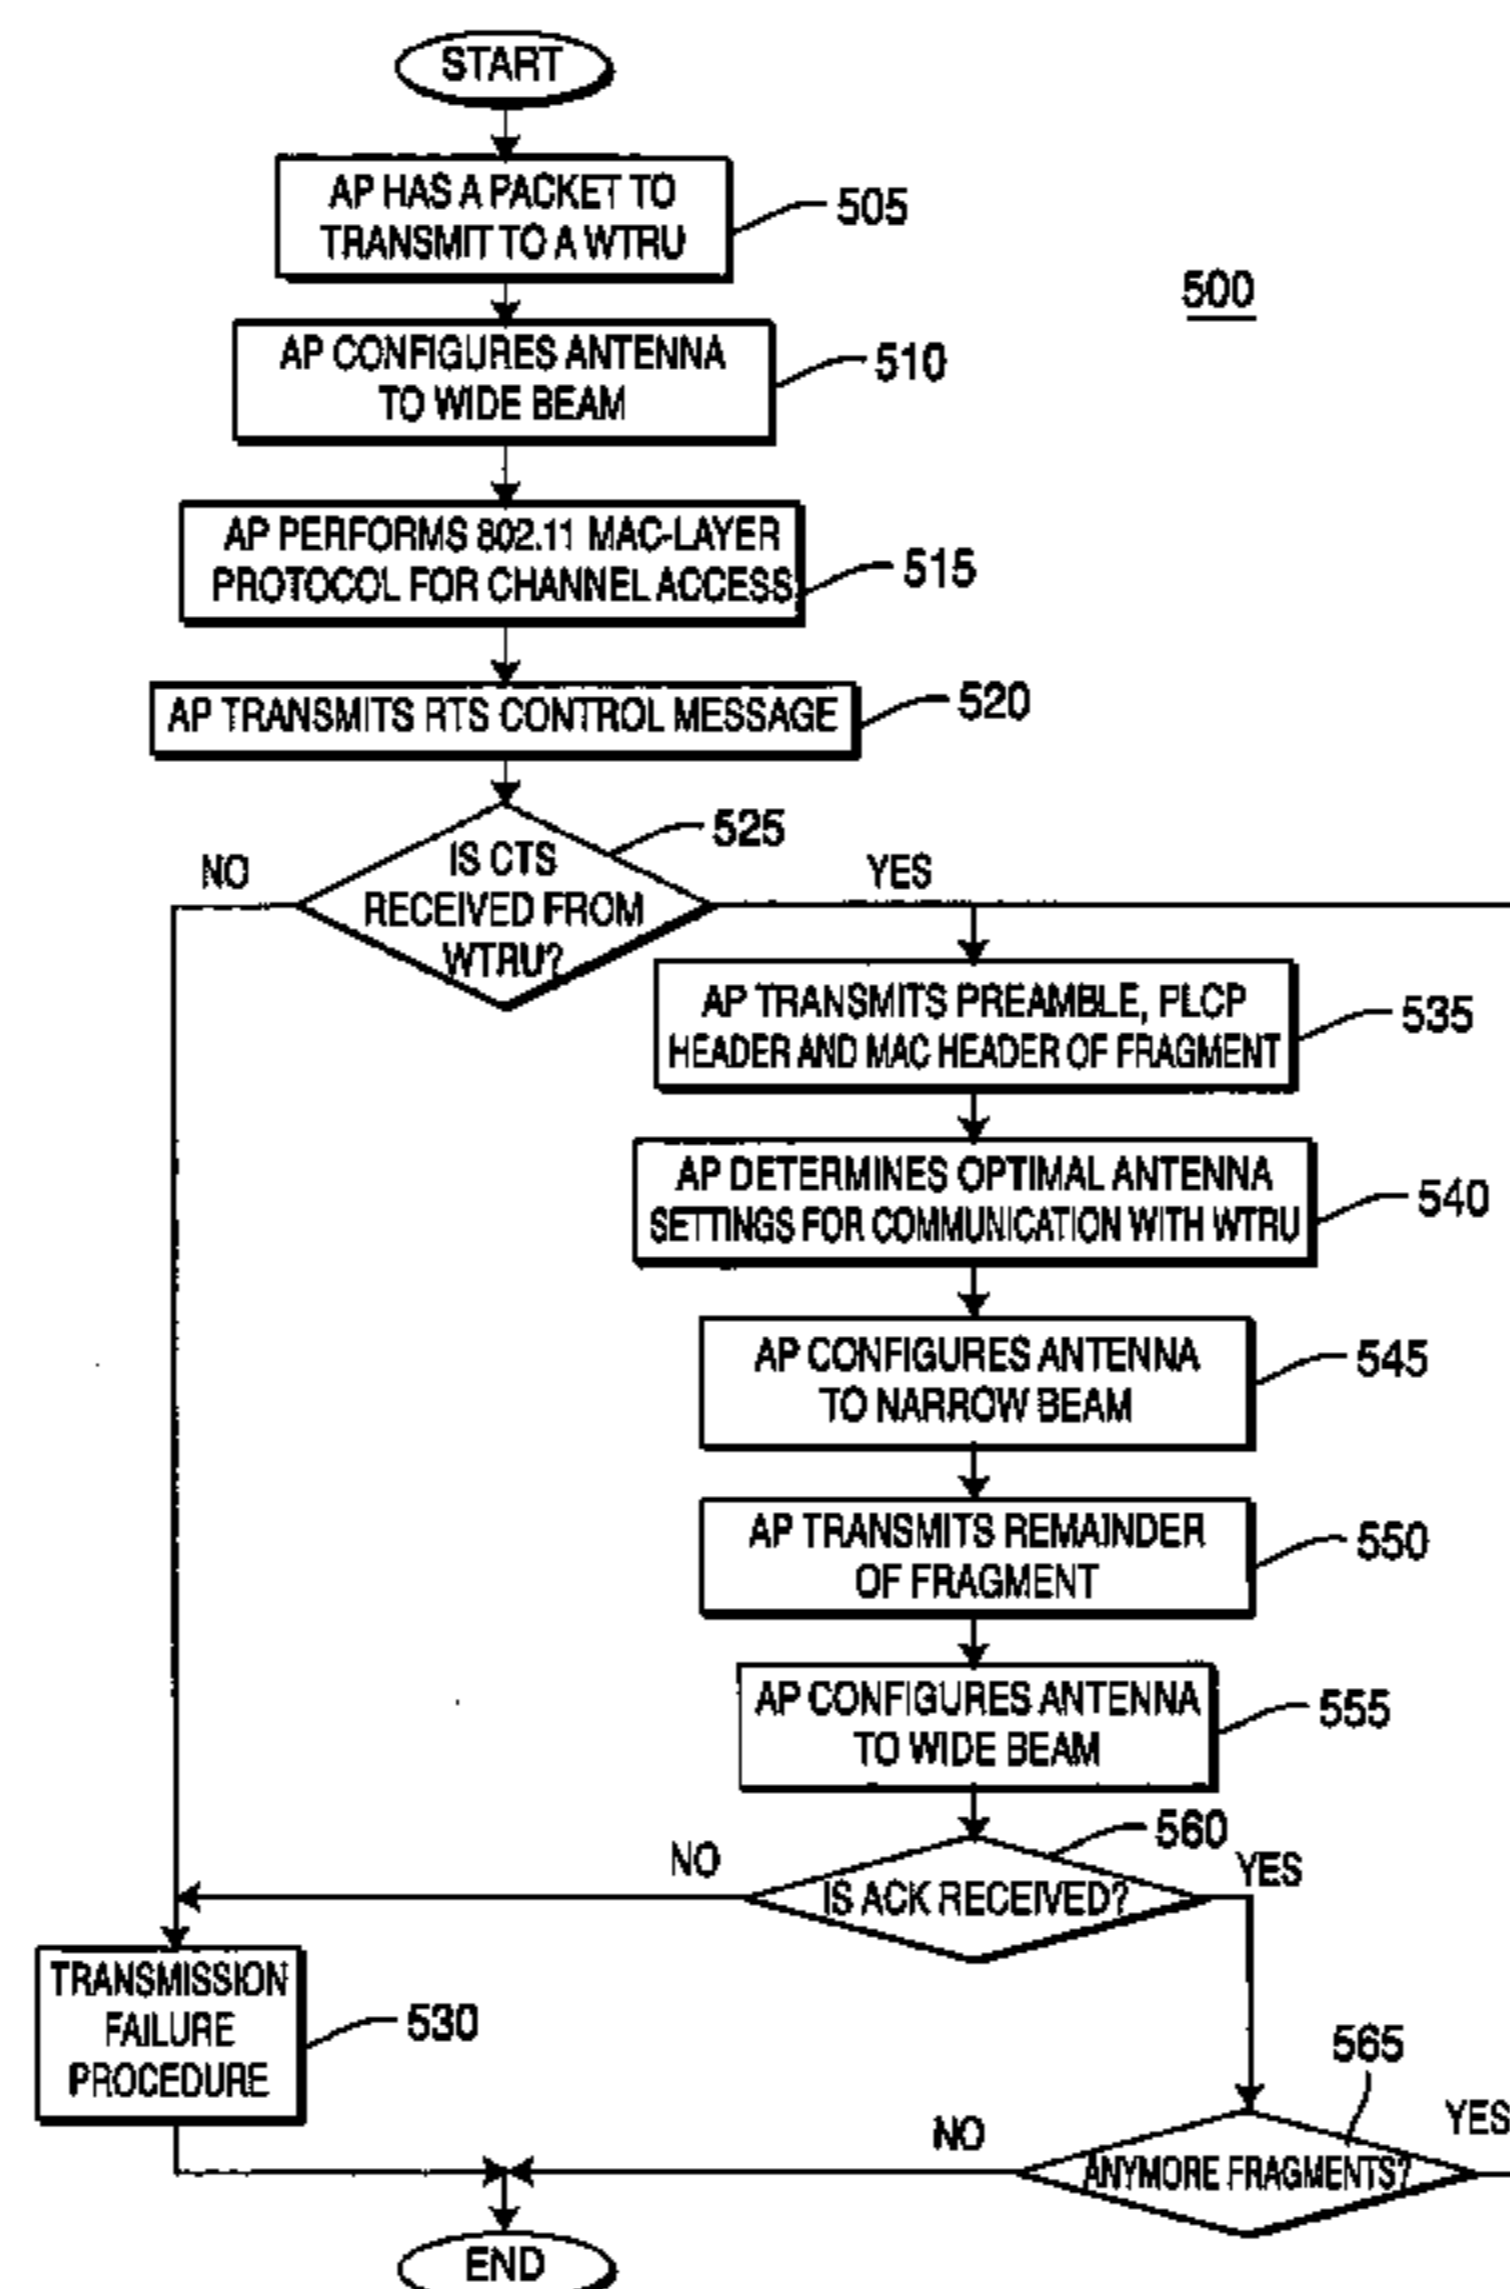 START
AP HAS A PACKET TO
TRANSMIT TO A WTRU
505
500
AP CONFIGURES ANTENNA
TO WIDE BEAM
510
AP PERFORMS 802.11 MAC-LAYER
PROTOCOL FOR CHANNEL ACCESS
515
AP TRANSMITS RTS CONTROL MESSAGE
520
525
NO
IS CTS
RECEIVED FROM
WTRU?
YES
AP TRANSMITS PREAMBLE, PLCP
HEADER AND MAC HEADER OF FRAGMENT
535
AP DETERMINES OPTIMAL ANTENNA
SETTINGS FOR COMMUNICATION WITH WTRU
540
AP CONFIGURES ANTENNA
TO NARROW BEAM
545
AP TRANSMITS REMAINDER
OF FRAGMENT
550
AP CONFIGURES ANTENNA
TO WIDE BEAM
555
560
NO
IS ACK RECEIVED?
YES
TRANSMISSION
FAILURE
PROCEDURE
530
565
NO
ANYMORE FRAGMENTS?
YES
END